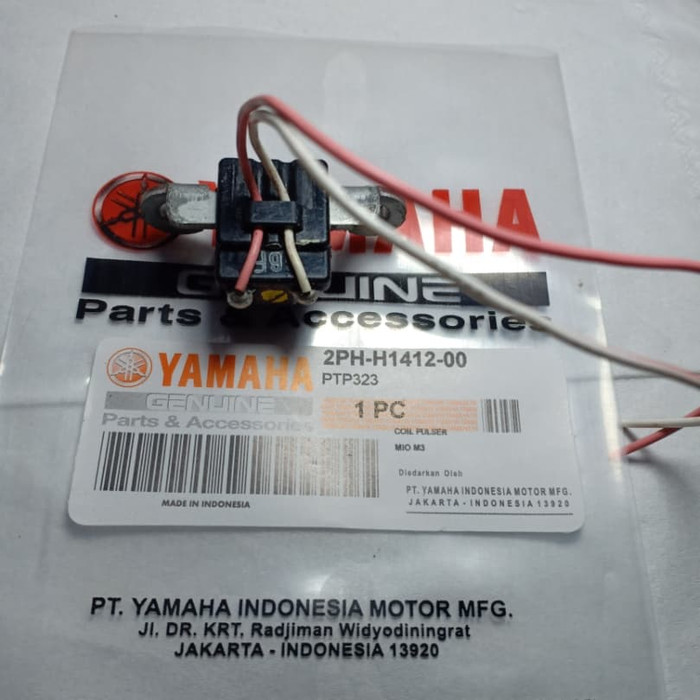 YAMAHA
GENUINE
Parts & Accessories
YAMAHA
GENUINE
Parts & Accessories
MADE IN INDONESIA
2PH-H1412-00
PTP323
1 PC
COIL PULSER
MIO M3
Diedarkan Oleh
PT. YAMAHA INDONESIA MOTOR MFG.
JAKARTA - INDONESIA 13920
PT. YAMAHA INDONESIA MOTOR MFG.
Jl. DR. KRT. Radjiman Widyodiningrat
JAKARTA - INDONESIA 13920